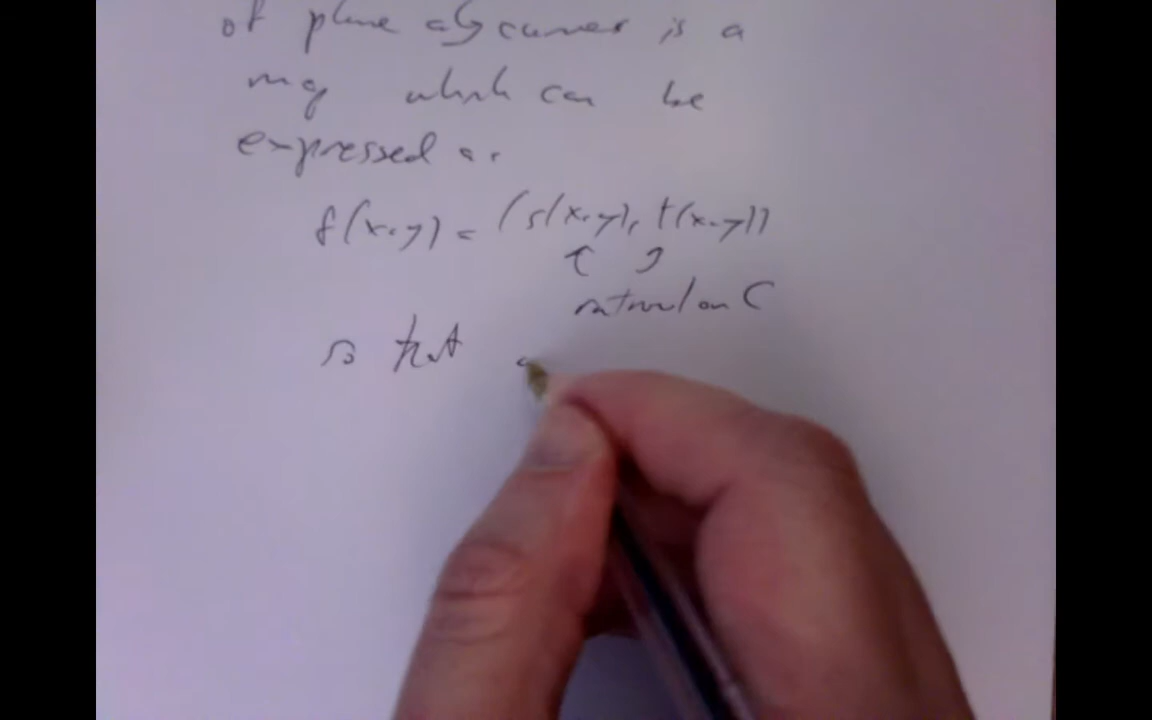 of plane alg curves is a
map which can be
expressed as
f(x,y) = (s(x,y), t(x,y))
rational on C
so that